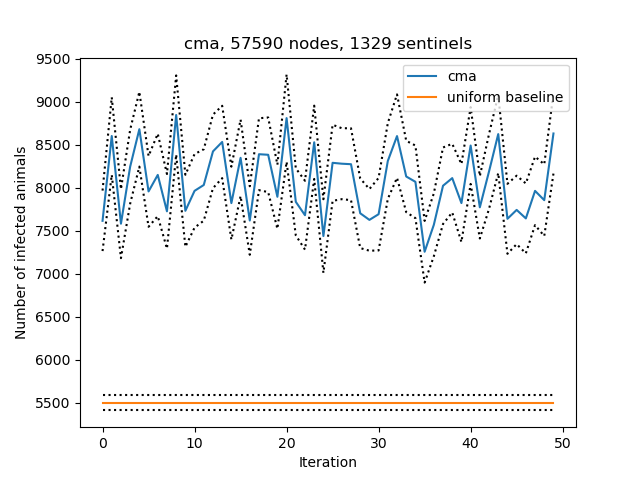 cma, 57590 nodes, 1329 sentinels
cma
uniform baseline
Number of infected animals
9500
9000
8500
8000
7500
7000
6500
6000
5500
0 10 20 30 40 50
Iteration